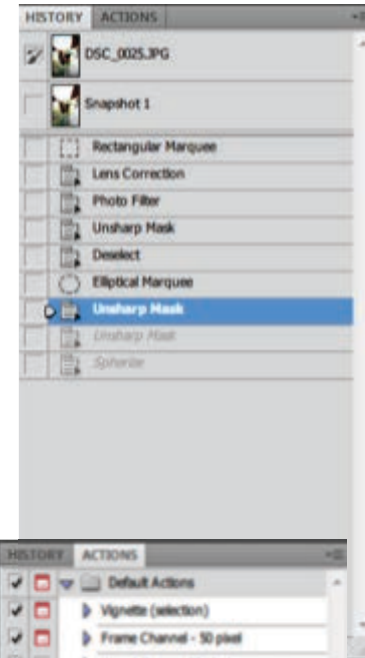 HISTORY ACTIONS
DSC_0025.JPG
Snapshot 1
Rectangular Marquee
Lens Correction
Photo Filter
Unsharp Mask
Deselect
Elliptical Marquee
Unsharp Mask
Unsharp Mask
Spherize
HISTORY ACTIONS
Default Actions
Vignette (selection)
Frame Channel - 50 pixel